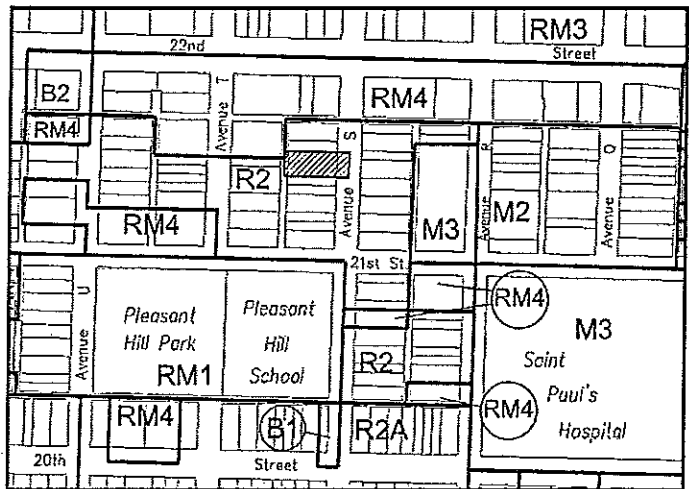 RM3
22nd
Street
B2
Avenue T
RM4
RM4
Avenue S
R2
Avenue R
Avenue Q
RM4
M3
M2
21st St.
Avenue U
Pleasant
Hill Park
Pleasant
Hill
School
RM1
RM4
M3
R2
Saint
Paul's
Hospital
RM4
RM4
B1
R2A
20th
Street